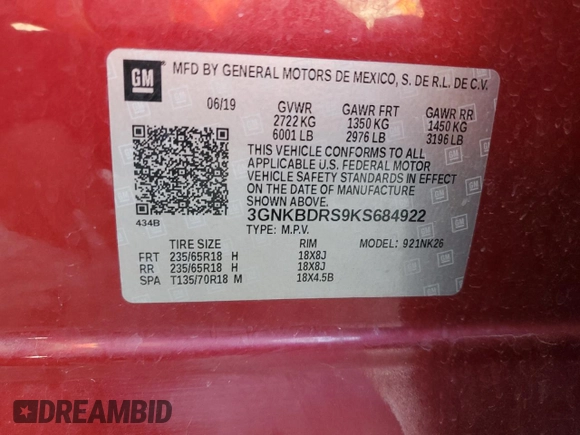 GM
MFD BY GENERAL MOTORS DE MEXICO, S. DE R.L. DE C.V.
06/19 GVWR GAWR FRT GAWR RR
2722 KG 1350 KG 1450 KG
6001 LB 2976 LB 3196 LB
THIS VEHICLE CONFORMS TO ALL
APPLICABLE U.S. FEDERAL MOTOR
VEHICLE SAFETY STANDARDS IN EFFECT
ON THE DATE OF MANUFACTURE
SHOWN ABOVE.
3GNKBDRS9KS684922
434B
TYPE: M.P.V.
TIRE SIZE RIM MODEL: 921NK26
FRT 235/65R18 H 18X8J
RR 235/65R18 H 18X8J
SPA T135/70R18 M 18X4.5B
DREAMBID